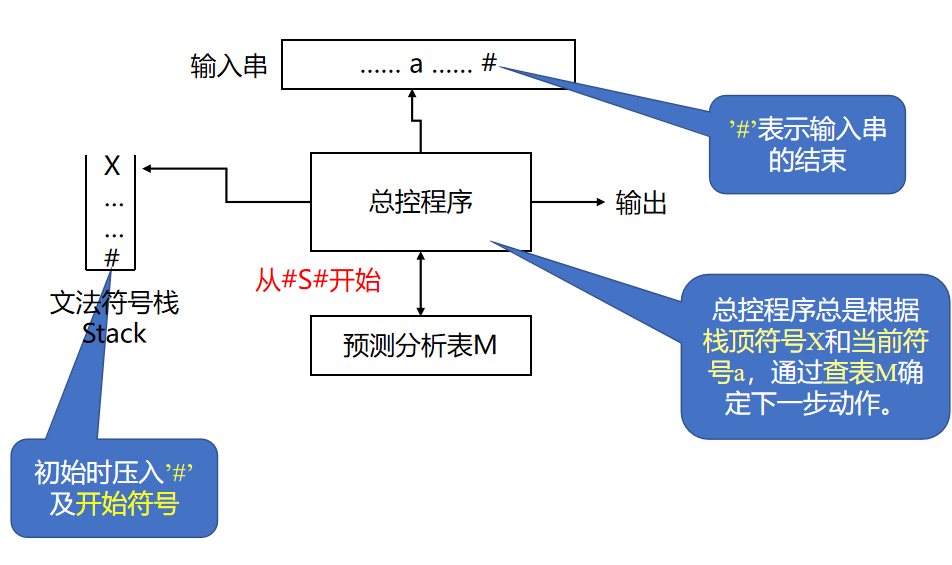 输入串
…… a …… #
’#’表示输入串
的结束
X
…
…
#
总控程序
输出
从#S#开始
文法符号栈
Stack
预测分析表M
总控程序总是根据
栈顶符号X和当前符
号a，通过查表M确
定下一步动作。
初始时压入’#’
及开始符号